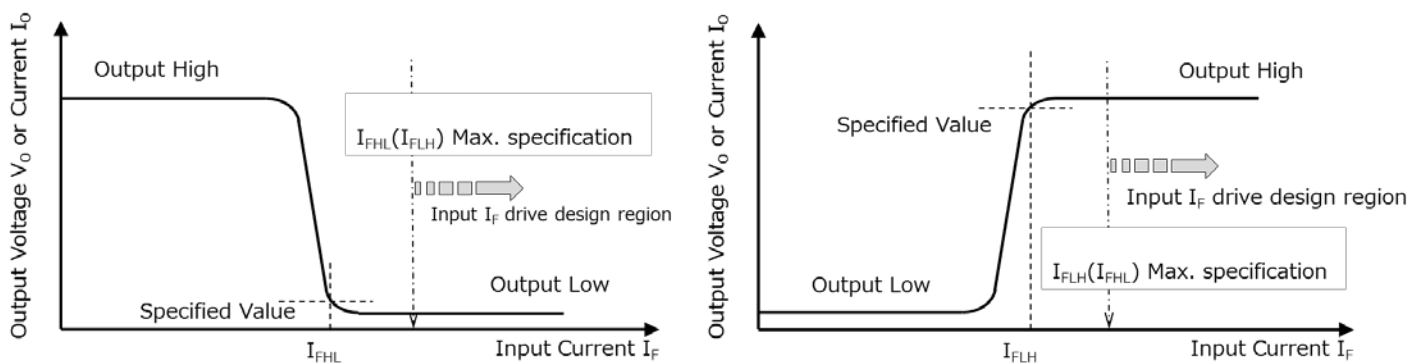 Output Voltage V_O or Current I_O
Output High
I_FHL(I_FLH) Max. specification
Input I_F drive design region
Output Low
Specified Value
I_FHL
Input Current I_F
Output Voltage V_O or Current I_O
Output High
Specified Value
Input I_F drive design region
I_FLH(I_FHL) Max. specification
Output Low
I_FLH
Input Current I_F